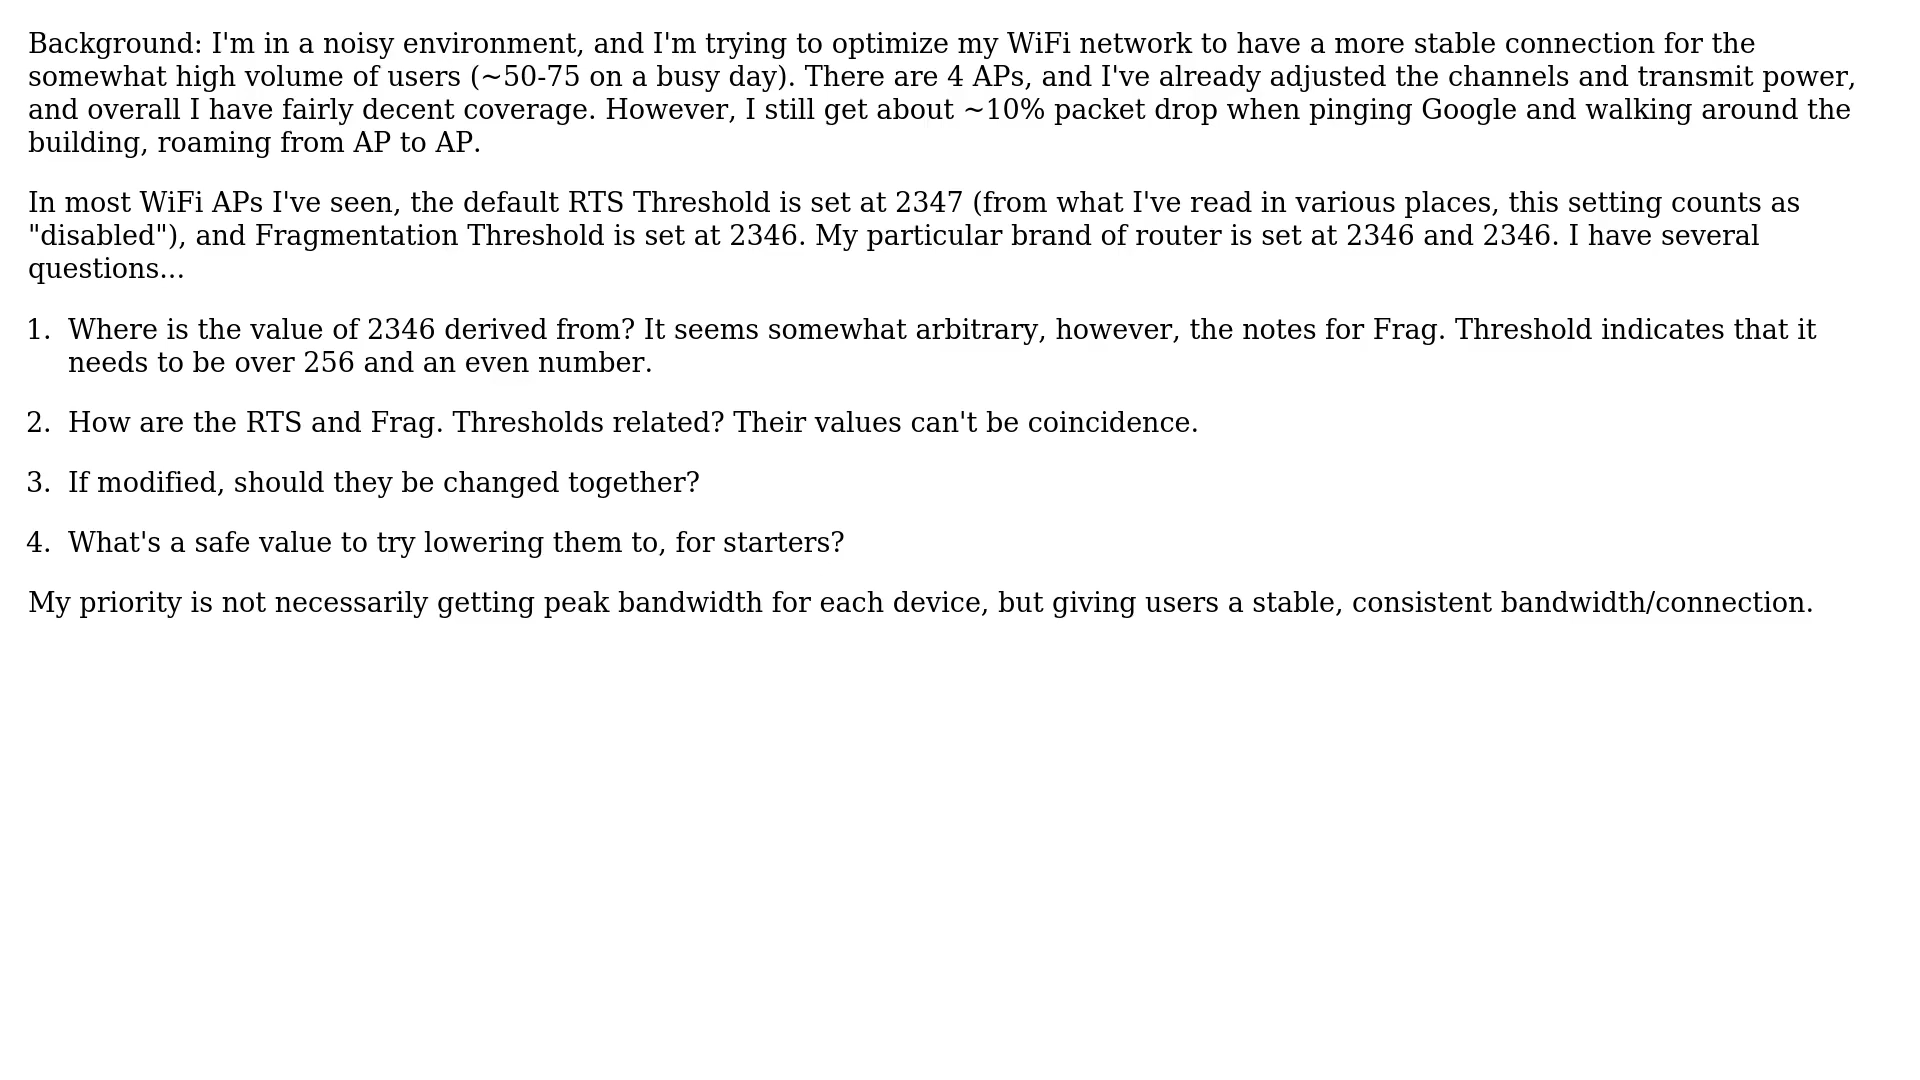 Background: I'm in a noisy environment, and I'm trying to optimize my WiFi network to have a more stable connection for the
somewhat high volume of users (~50-75 on a busy day). There are 4 APs, and I've already adjusted the channels and transmit power,
and overall I have fairly decent coverage. However, I still get about ~10% packet drop when pinging Google and walking around the
building, roaming from AP to AP.
In most WiFi APs I've seen, the default RTS Threshold is set at 2347 (from what I've read in various places, this setting counts as
"disabled"), and Fragmentation Threshold is set at 2346. My particular brand of router is set at 2346 and 2346. I have several
questions...
1. Where is the value of 2346 derived from? It seems somewhat arbitrary, however, the notes for Frag. Threshold indicates that it
needs to be over 256 and an even number.
2. How are the RTS and Frag. Thresholds related? Their values can't be coincidence.
3. If modified, should they be changed together?
4. What's a safe value to try lowering them to, for starters?
My priority is not necessarily getting peak bandwidth for each device, but giving users a stable, consistent bandwidth/connection.